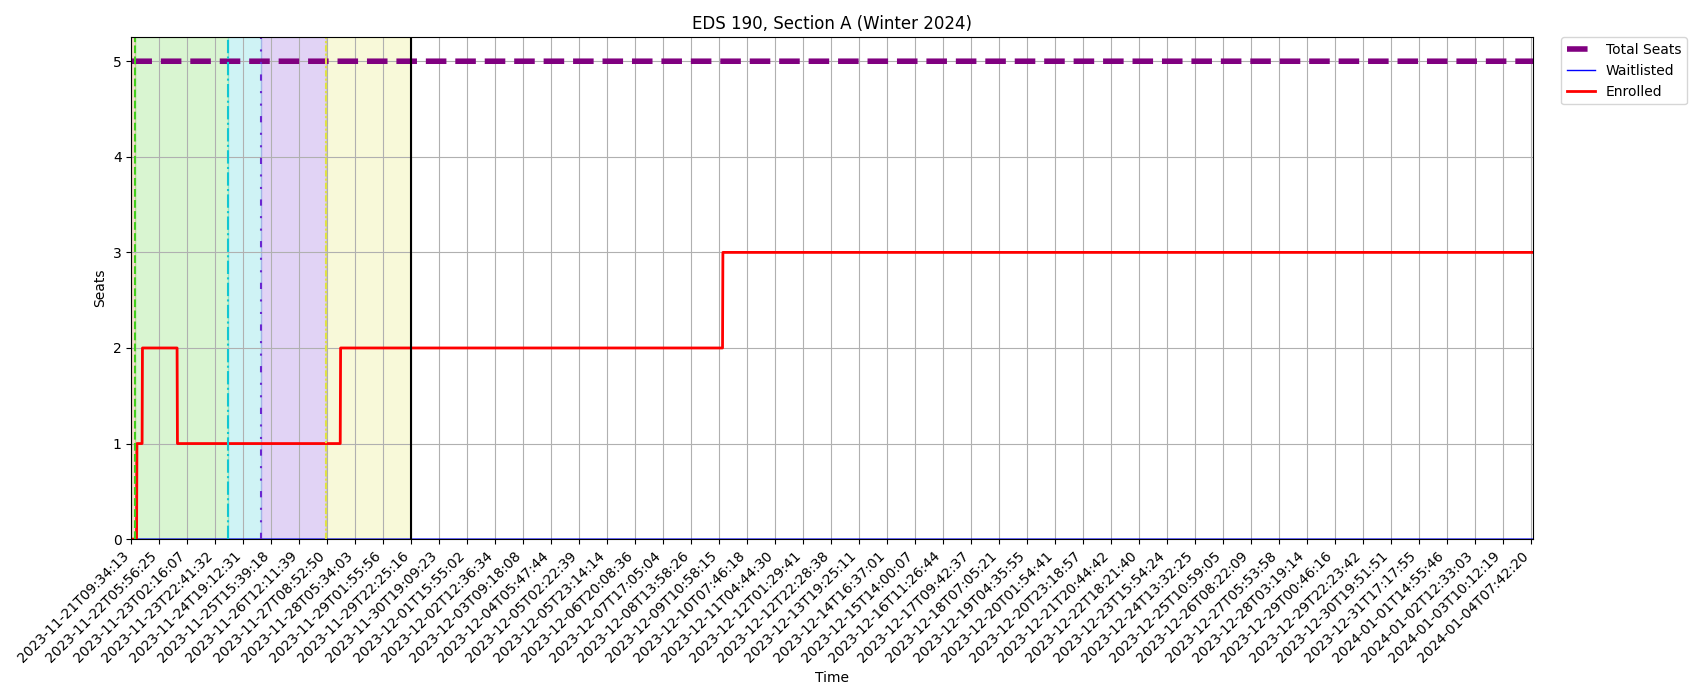 EDS 190, Section A (Winter 2024)
Total Seats
Waitlisted
Enrolled
Seats
5
4
3
2
1
0
2023-11-21T09:34:13
2023-11-22T05:56:25
2023-11-23T02:16:07
2023-11-23T22:41:32
2023-11-24T19:12:31
2023-11-25T15:39:18
2023-11-26T12:11:39
2023-11-27T08:52:50
2023-11-28T05:34:03
2023-11-29T01:55:56
2023-11-29T22:25:16
2023-11-30T19:09:23
2023-12-01T15:55:02
2023-12-02T12:36:34
2023-12-03T09:18:08
2023-12-04T05:47:44
2023-12-05T02:22:39
2023-12-05T23:14:14
2023-12-06T20:08:36
2023-12-07T17:05:04
2023-12-08T13:58:26
2023-12-09T10:58:15
2023-12-10T07:46:18
2023-12-11T04:44:30
2023-12-12T01:29:41
2023-12-12T22:28:38
2023-12-13T19:25:11
2023-12-14T16:37:01
2023-12-15T14:00:07
2023-12-16T11:26:44
2023-12-17T09:42:37
2023-12-18T07:05:21
2023-12-19T04:35:55
2023-12-20T01:54:41
2023-12-20T23:18:57
2023-12-21T20:44:42
2023-12-22T18:21:40
2023-12-23T15:54:24
2023-12-24T13:32:25
2023-12-25T10:59:05
2023-12-26T08:22:09
2023-12-27T05:53:58
2023-12-28T03:19:14
2023-12-29T00:46:16
2023-12-29T22:23:42
2023-12-30T19:51:51
2023-12-31T17:17:55
2024-01-01T14:55:46
2024-01-02T12:33:03
2024-01-03T10:12:19
2024-01-04T07:42:20
Time